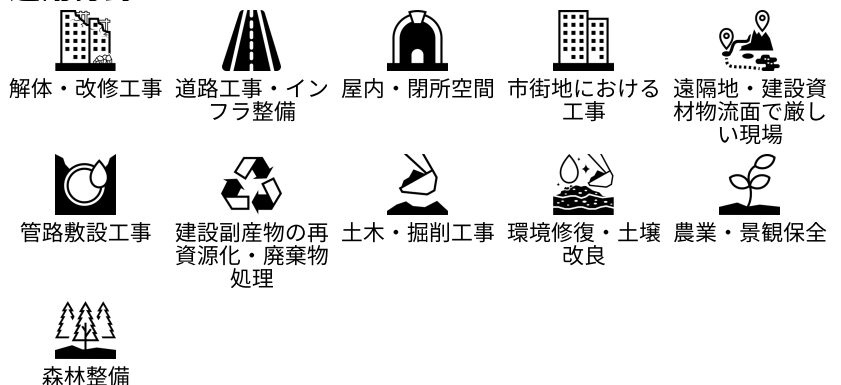 解体・改修工事
道路工事・イン
フラ整備
屋内・閉所空間
市街地における
工事
遠隔地・建設資
材物流面で厳し
い現場
管路敷設工事
建設副産物の再
資源化・廃棄物
処理
土木・掘削工事
環境修復・土壌
改良
農業・景観保全
森林整備